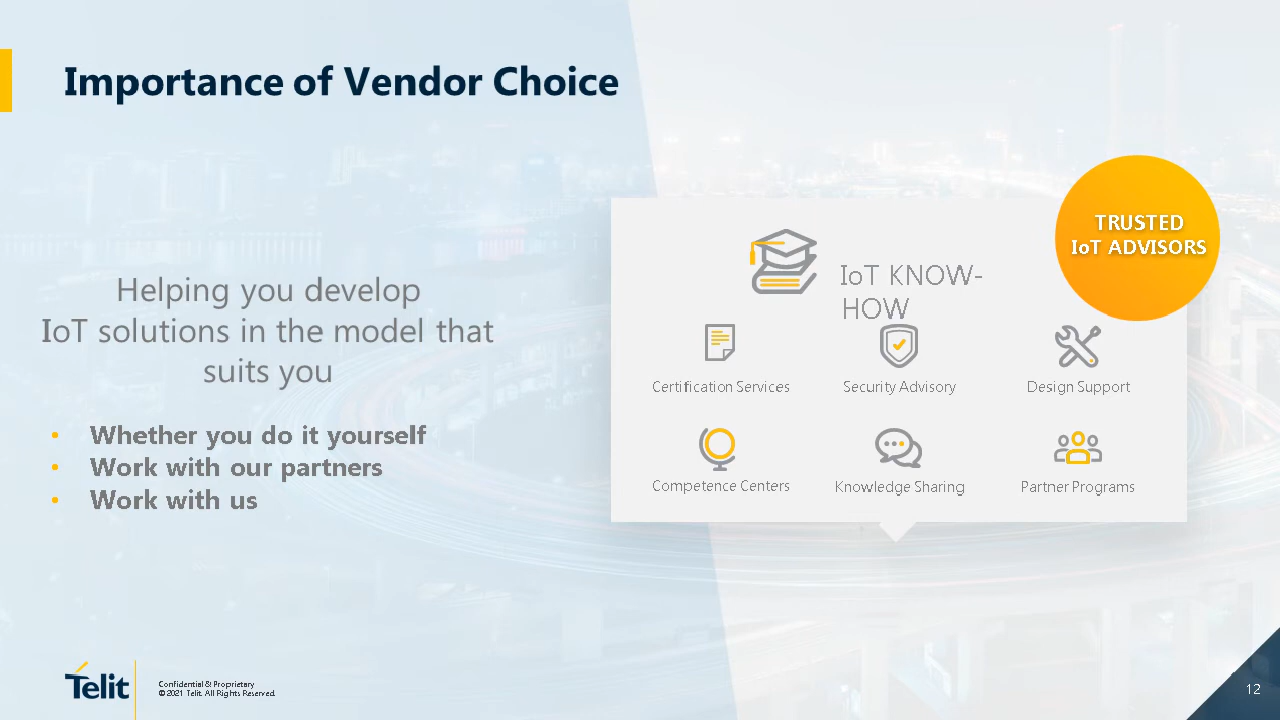 Importance of Vendor Choice
TRUSTED
IoT ADVISORS
IoT KNOW-
HOW
Helping you develop
IoT solutions in the model that
suits you
• Whether you do it yourself
• Work with our partners
• Work with us
Certification Services
Security Advisory
Design Support
Competence Centers
Knowledge Sharing
Partner Programs
Telit
Confidential & Proprietary
©2021 Telit. All Rights Reserved.
12